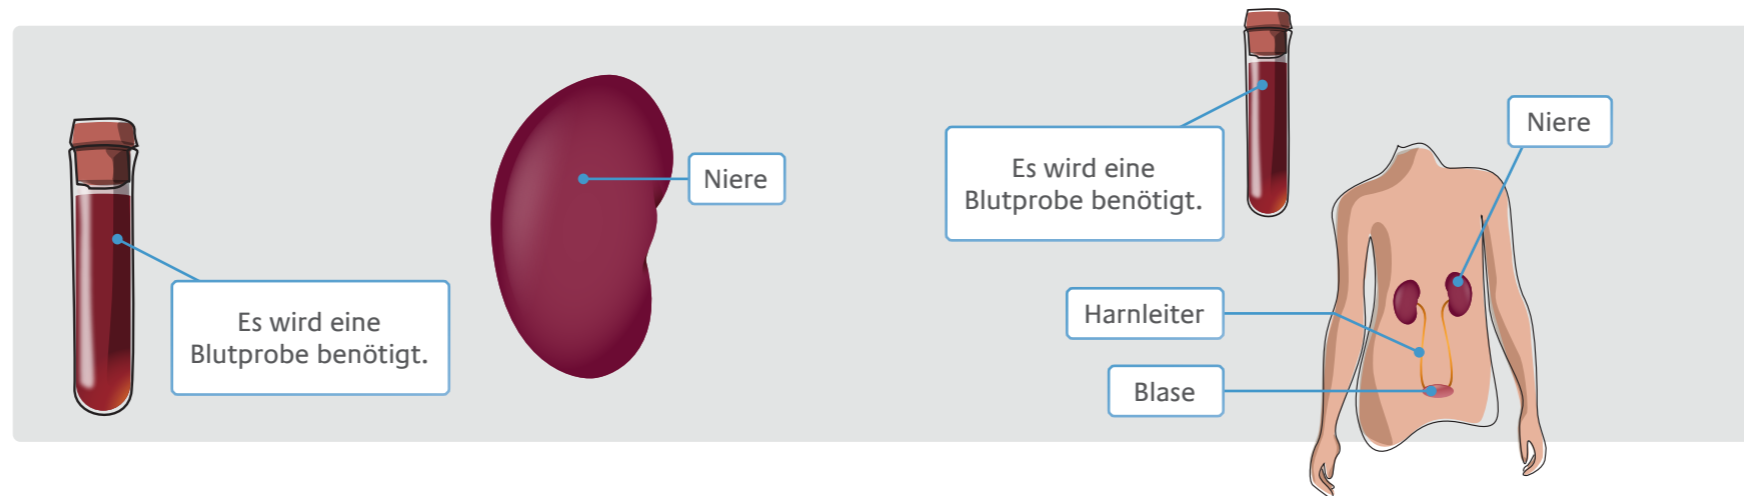 Es wird eine
Blutprobe benötigt.
Niere
Es wird eine
Blutprobe benötigt.
Niere
Harnleiter
Blase